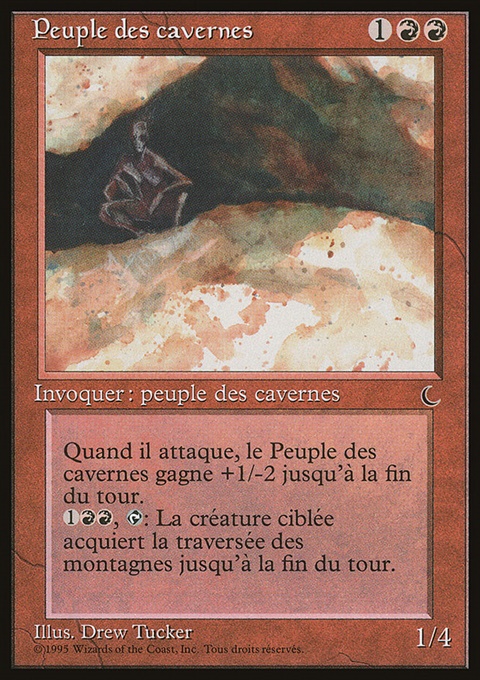 Peuple des cavernes 1
Invoquer : peuple des cavernes
Quand il attaque, le Peuple des
cavernes gagne +1/-2 jusqu'à la fin
du tour.
1, : La créature ciblée
acquiert la traversée des
montagnes jusqu'à la fin du tour.
Illus. Drew Tucker
1/4
©1995 Wizards of the Coast, Inc. Tous droits réservés.